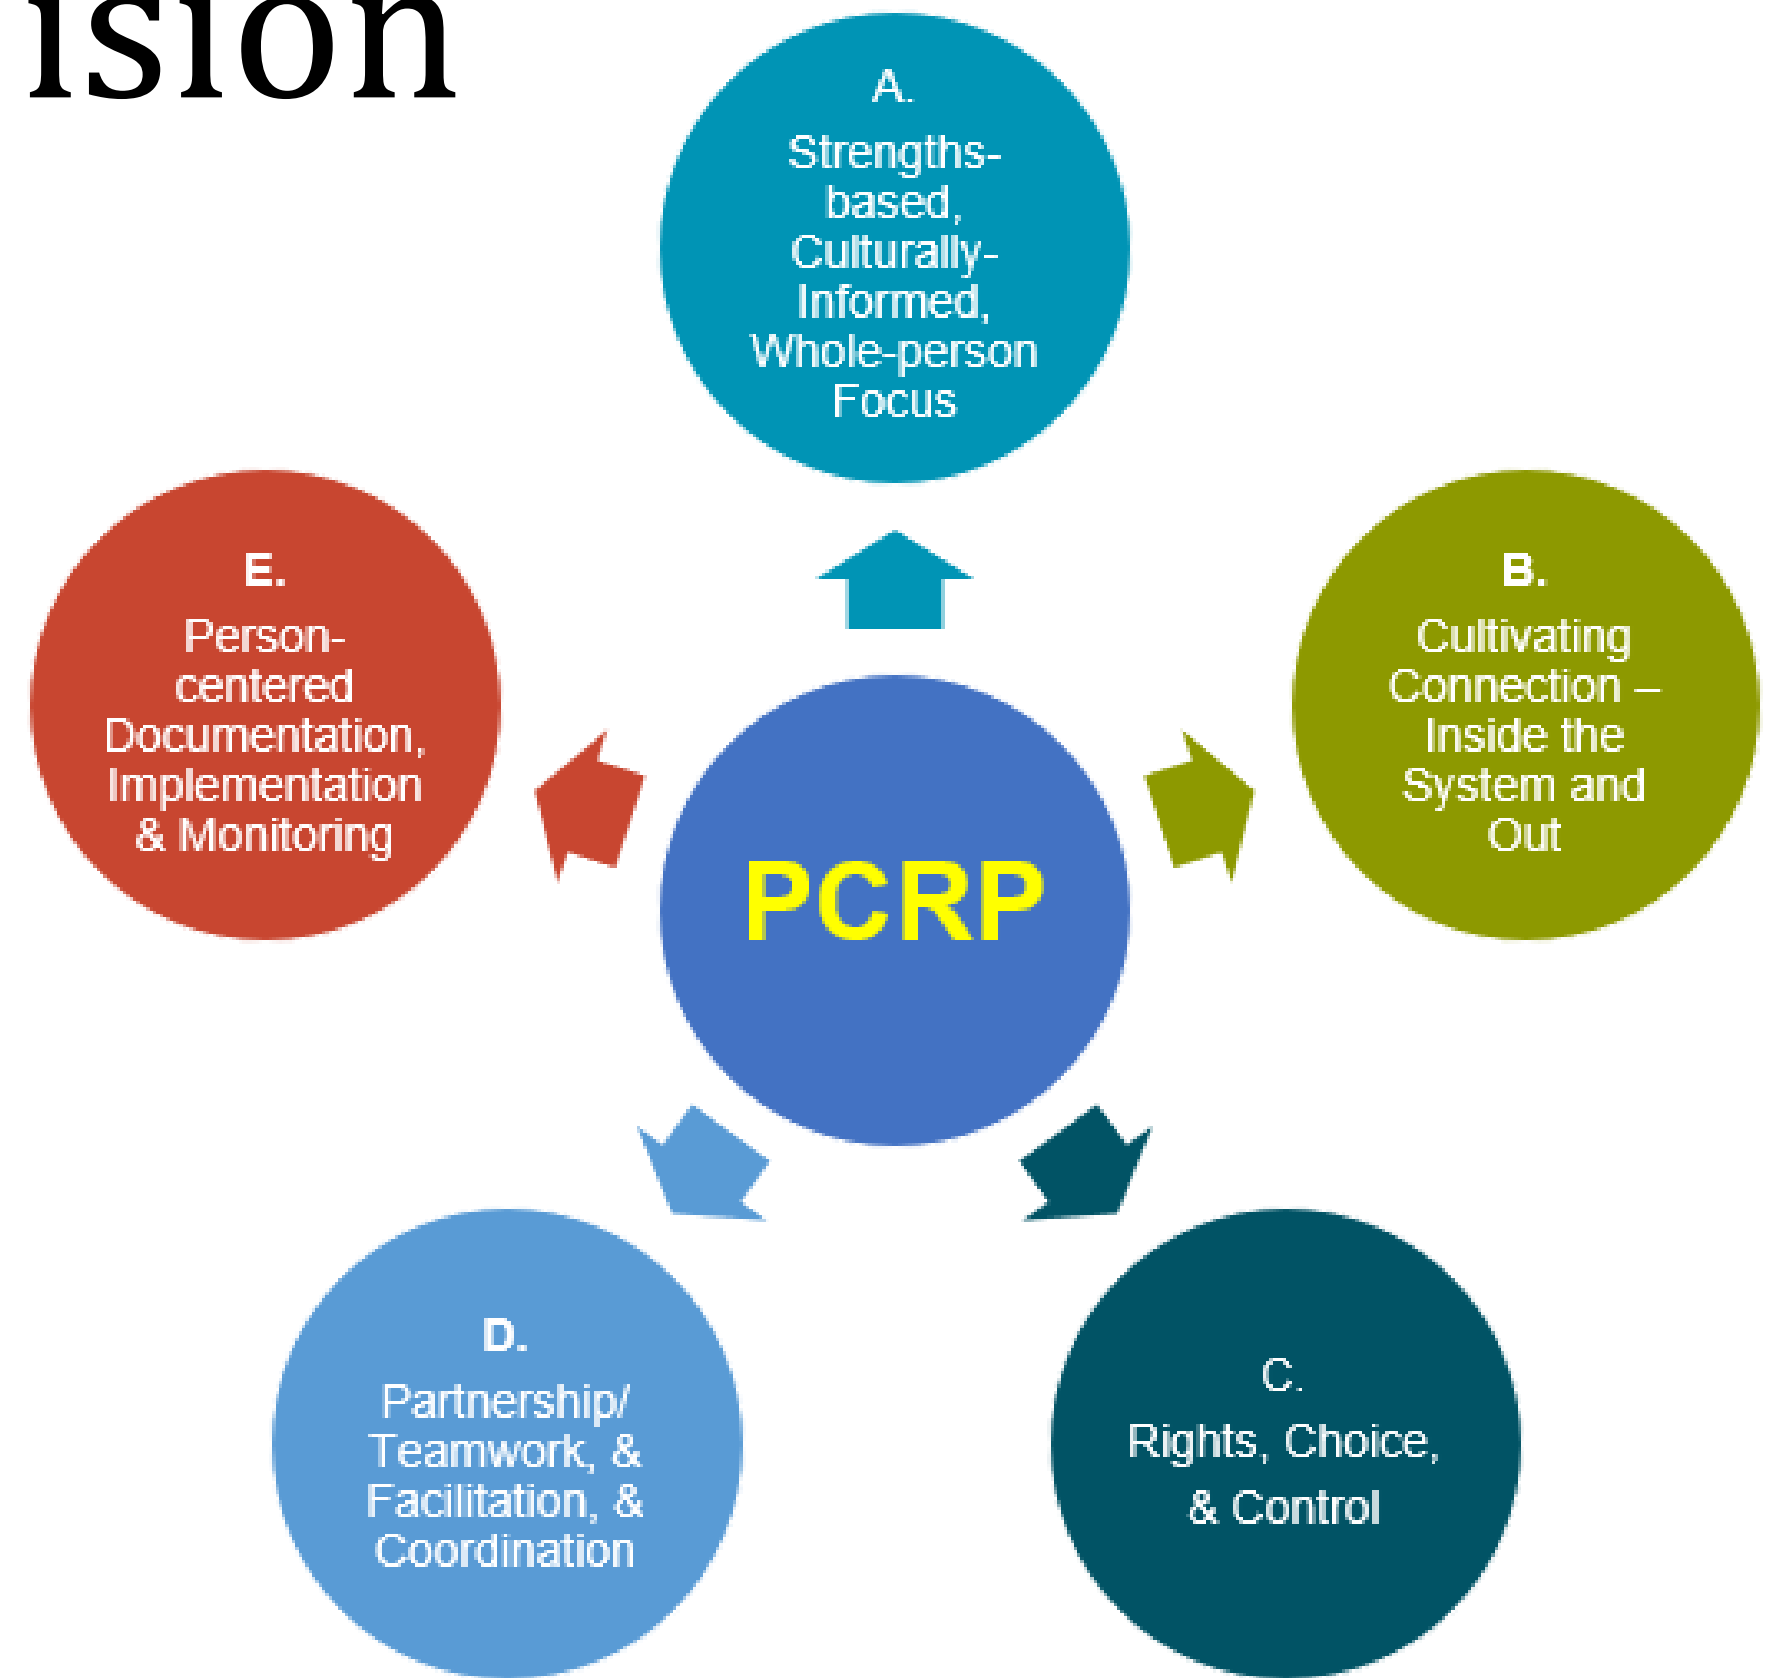 ision
A.
Strengths-
based,
Culturally-
Informed,
Whole-person
Focus
B.
Cultivating
Connection –
Inside the
System and
Out
C.
Rights, Choice,
& Control
D.
Partnership/
Teamwork, &
Facilitation, &
Coordination
E.
Person-
centered
Documentation,
Implementation
& Monitoring
PCRP